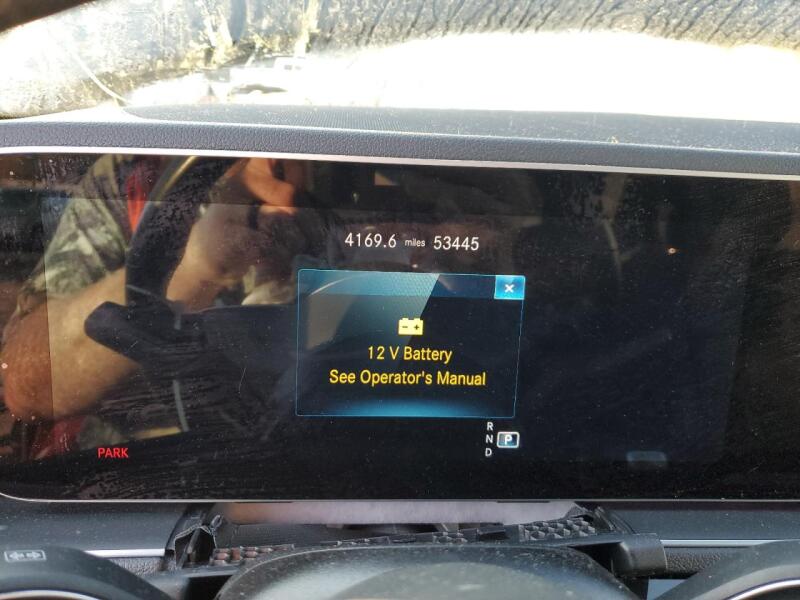 4169.6 miles 53445
12 V Battery
See Operator's Manual
R
N P
D
PARK